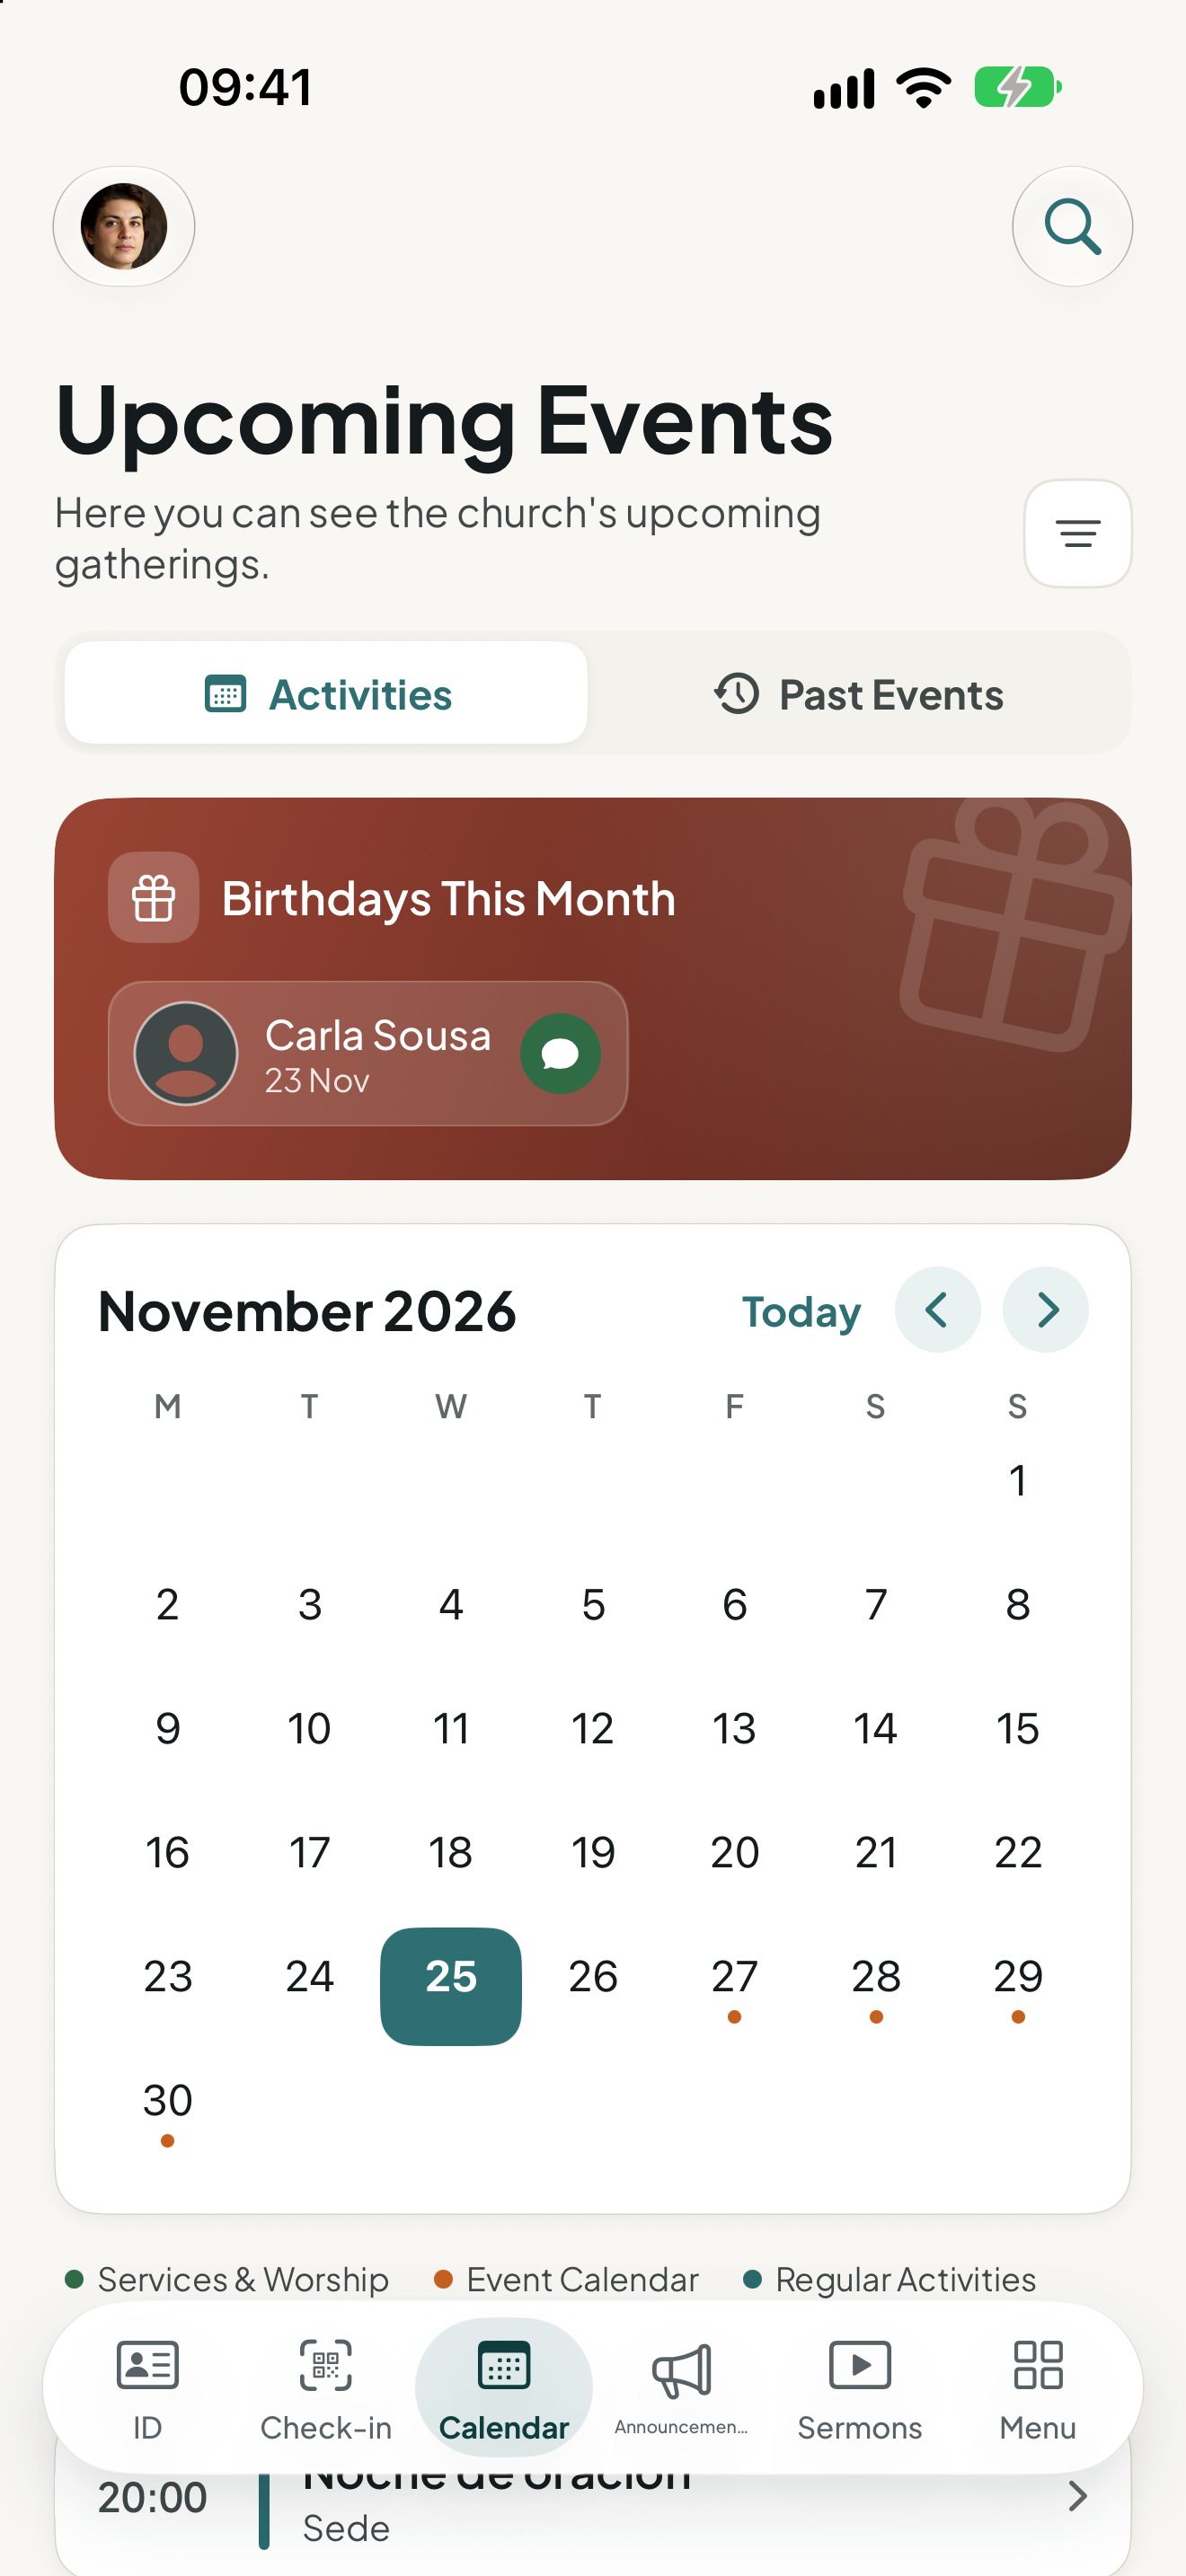 09:41
Upcoming Events
Here you can see the church's upcoming
gatherings.
Activities
Past Events
Birthdays This Month
Carla Sousa
23 Nov
November 2026
Today
M T W T F S S
1
2 3 4 5 6 7 8
9 10 11 12 13 14 15
16 17 18 19 20 21 22
23 24 25 26 27 28 29
30
Services & Worship
Event Calendar
Regular Activities
ID
Check-in
Calendar
Announcemen...
Sermons
Menu
20:00
Noche de oración
Sede